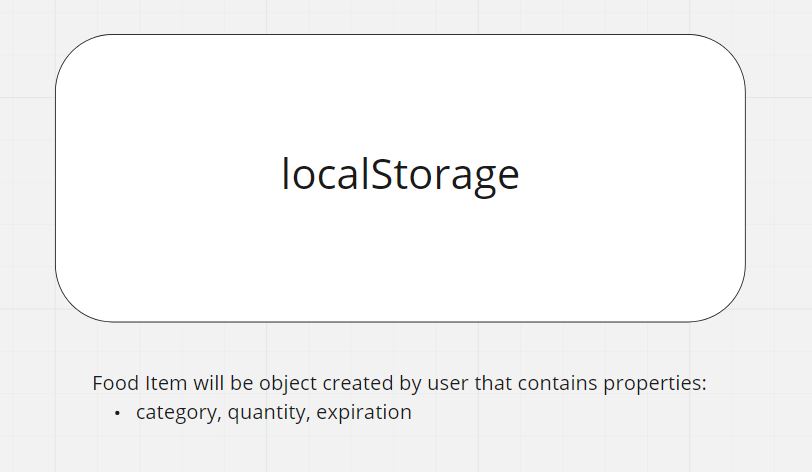 localStorage
Food Item will be object created by user that contains properties:
• category, quantity, expiration